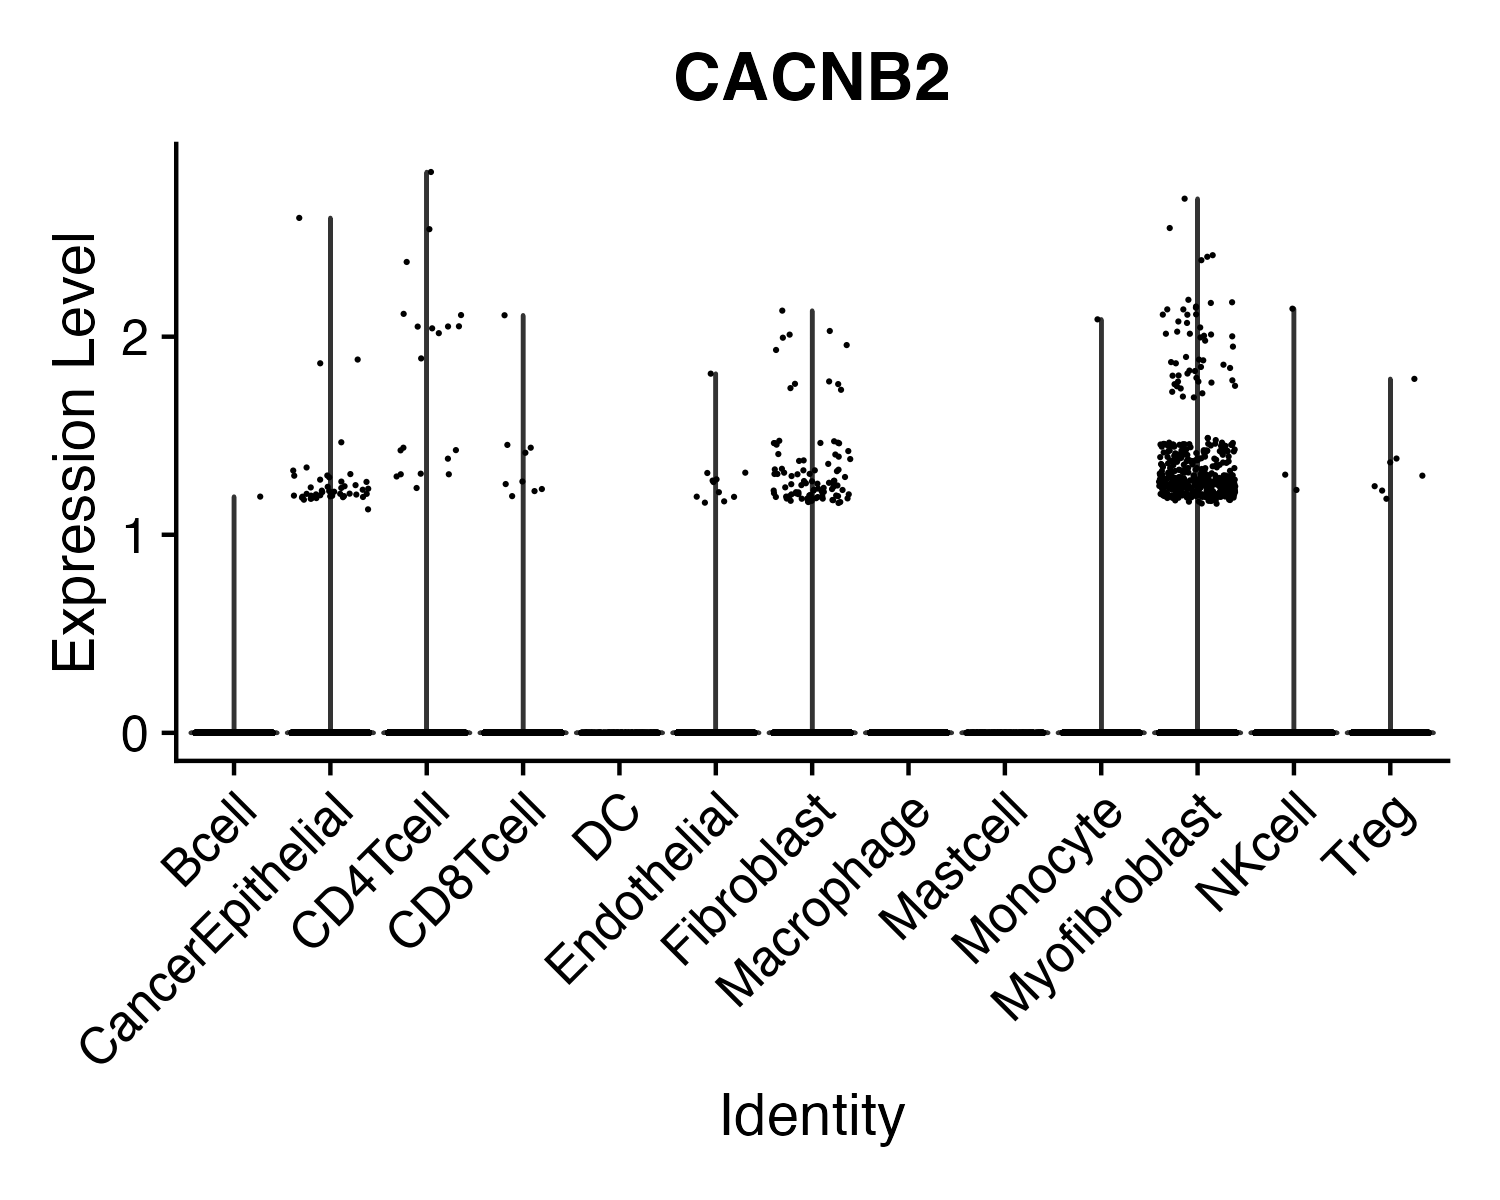 CACNB2
Expression Level
2
1
0
Bcell
CancerEpithelial
CD4Tcell
CD8Tcell
DC
Endothelial
Fibroblast
Macrophage
Mastcell
Monocyte
Myofibroblast
NKcell
Treg
Identity